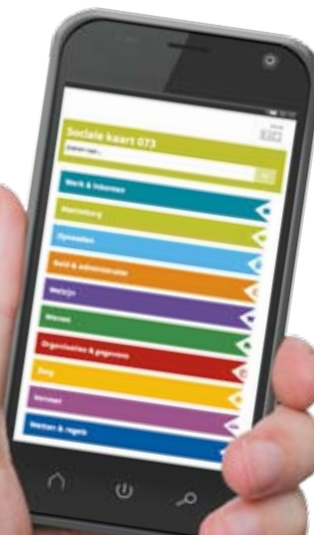 Sociale kaart 073
Werk & inkomen
Mantelzorg
Opvoeden
Geld & administratie
Welzijn
Wonen
Organisaties & gegevens
Zorg
Vervoer
Wetten & regels